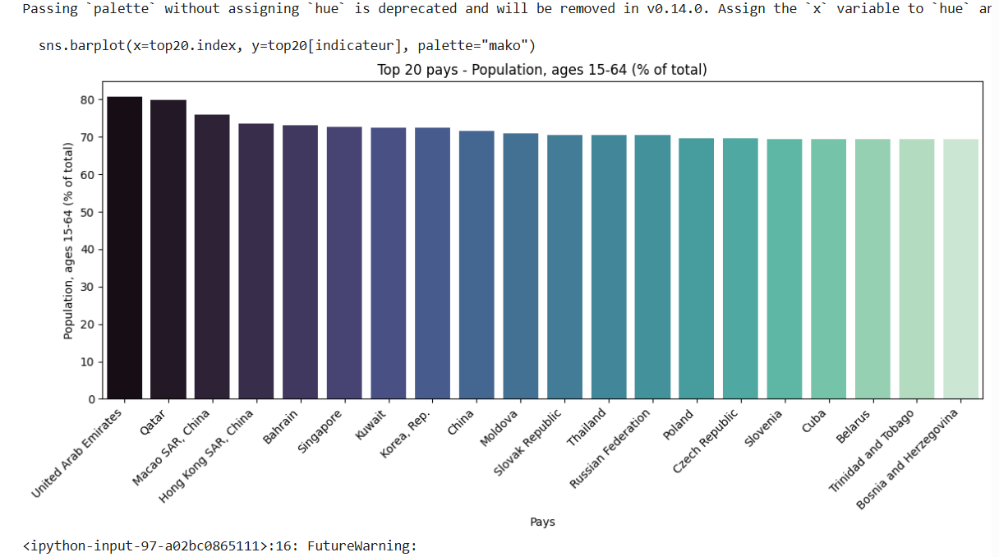 Passing `palette` without assigning `hue` is deprecated and will be removed in v0.14.0. Assign the `x` variable to `hue`
sns.barplot(x=top20.index, y=top20[indicateur], palette="mako")
Top 20 pays - Population, ages 15-64 (% of total)
Population, ages 15-64 (% of total)
80
70
60
50
40
30
20
10
0
United Arab Emirates
Qatar
Macao SAR, China
Hong Kong SAR, China
Bahrain
Singapore
Kuwait
Korea, Rep.
China
Moldova
Slovak Republic
Thailand
Russian Federation
Poland
Czech Republic
Slovenia
Cuba
Belarus
Trinidad and Tobago
Bosnia and Herzegovina
Pays
<ipython-input-97-a02bc0865111>:16: FutureWarning: